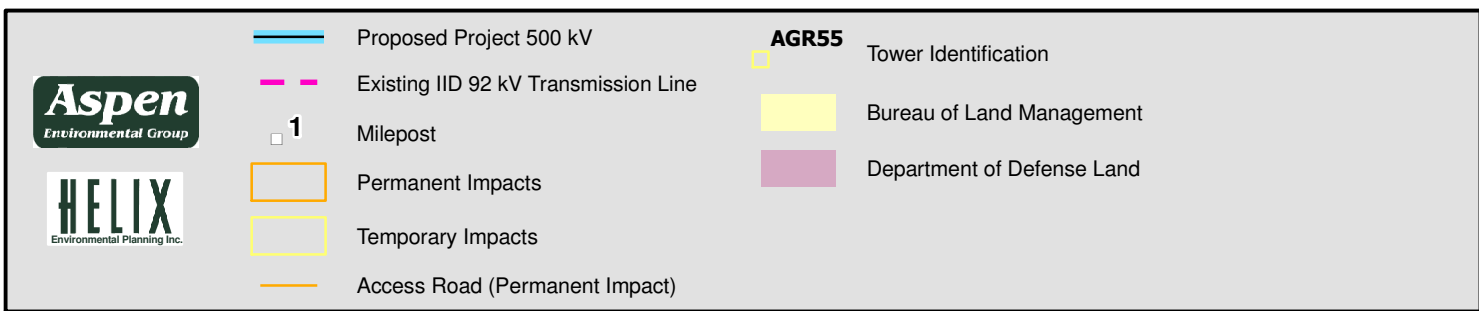 Aspen
Environmental Group
HELIX
Environmental Planning Inc.
Proposed Project 500 kV
Existing IID 92 kV Transmission Line
1
Milepost
Permanent Impacts
Temporary Impacts
Access Road (Permanent Impact)
AGR55
Tower Identification
Bureau of Land Management
Department of Defense Land